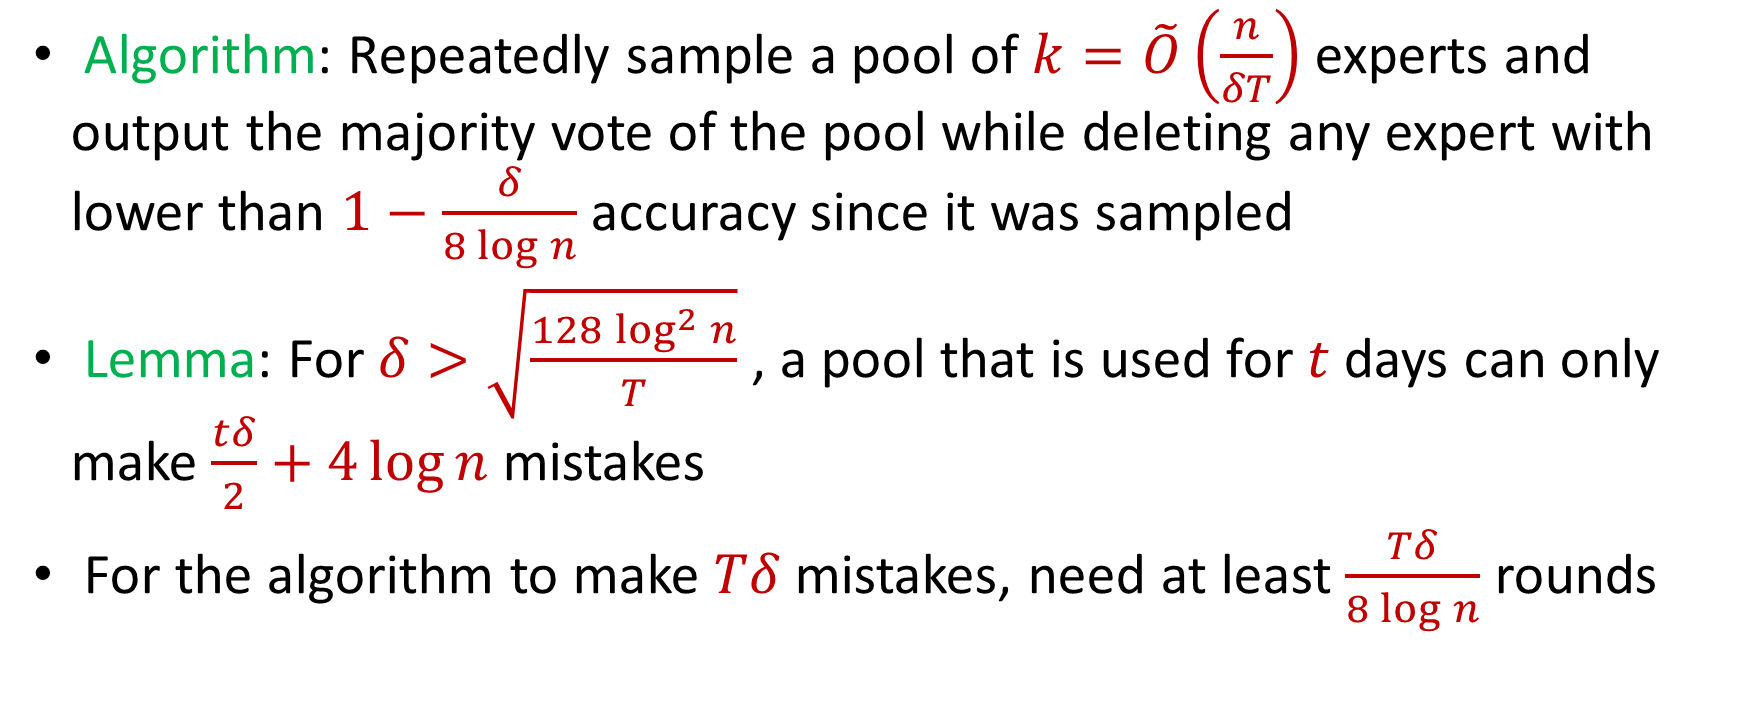 • Algorithm: Repeatedly sample a pool of k = Õ(n/δT) experts and
output the majority vote of the pool while deleting any expert with
lower than 1 − δ/(8 log n) accuracy since it was sampled
• Lemma: For δ > √(128 log² n / T) , a pool that is used for t days can only
make tδ/2 + 4 log n mistakes
• For the algorithm to make Tδ mistakes, need at least Tδ/(8 log n) rounds